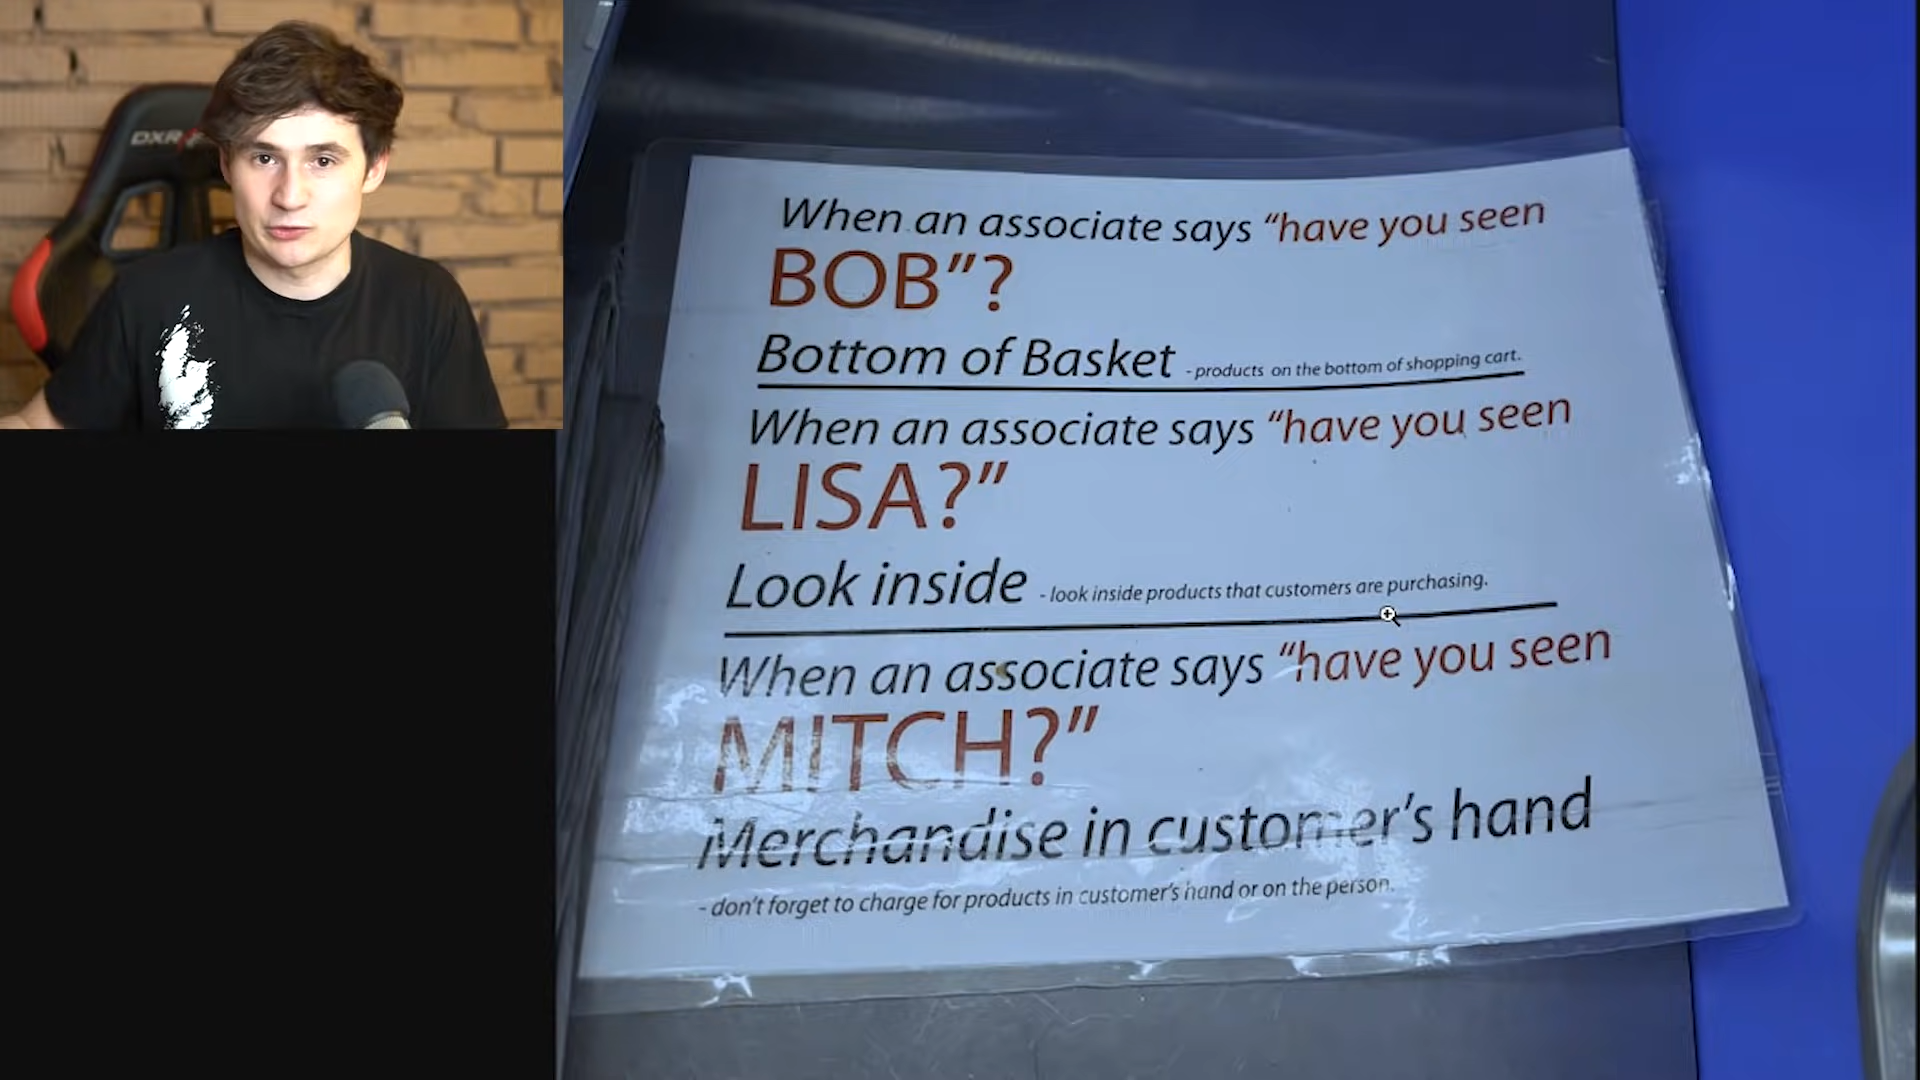 DXR
When an associate says “have you seen
BOB”?
Bottom of Basket - products on the bottom of shopping cart.
When an associate says “have you seen
LISA?”
Look inside - look inside products that customers are purchasing.
When an associate says “have you seen
MITCH?”
Merchandise in customer’s hand
- don’t forget to charge for products in customer’s hand or on the person.